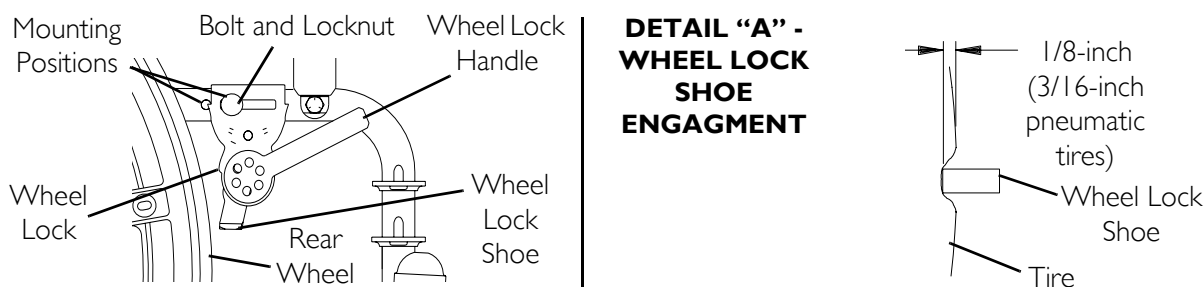 Mounting
Positions
Bolt and Locknut
Wheel Lock
Handle
Wheel
Lock
Rear
Wheel
Wheel
Lock
Shoe
DETAIL “A” -
WHEEL LOCK
SHOE
ENGAGMENT
1/8-inch
(3/16-inch
pneumatic
tires)
Wheel Lock
Shoe
Tire